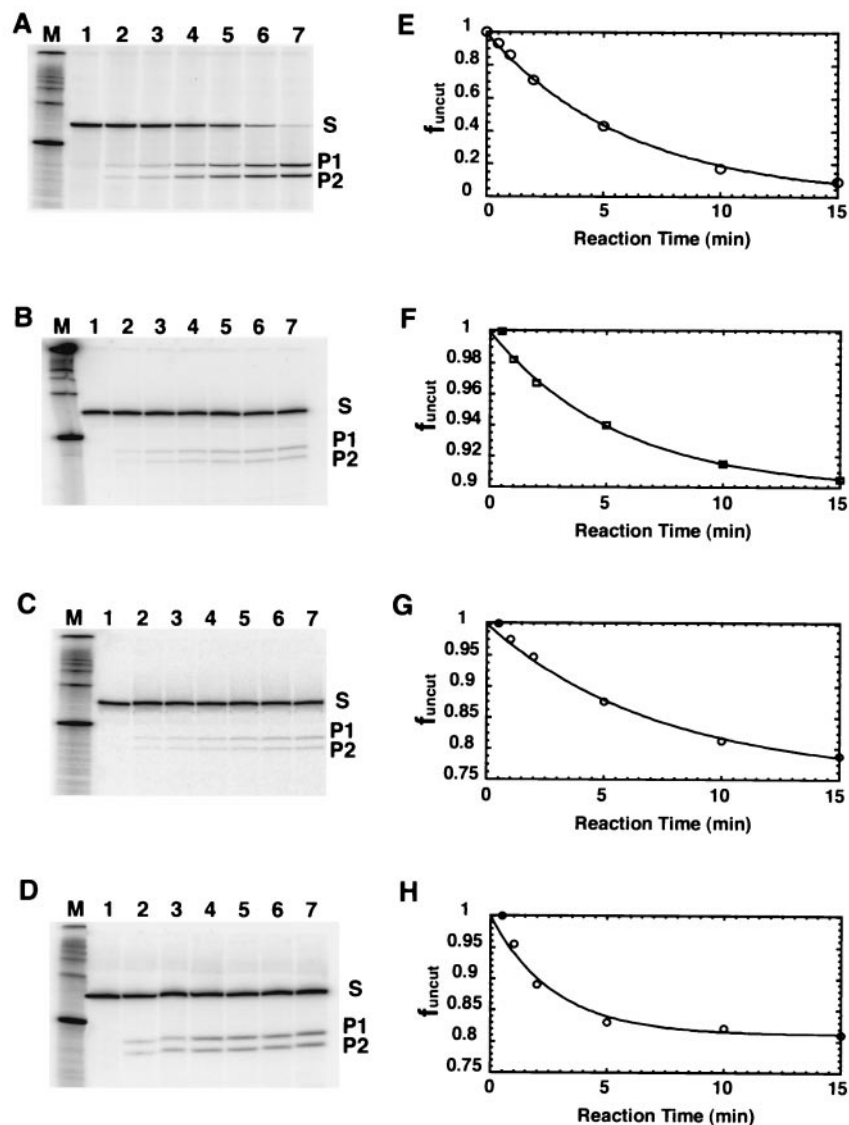 A
M 1 2 3 4 5 6 7
S
P1
P2
E
f uncut
1
0.8
0.6
0.4
0.2
0
0 5 10 15
Reaction Time (min)
B
M 1 2 3 4 5 6 7
S
P1
P2
F
f uncut
1
0.98
0.96
0.94
0.92
0.9
0 5 10 15
Reaction Time (min)
C
M 1 2 3 4 5 6 7
S
P1
P2
G
f uncut
1
0.95
0.9
0.85
0.8
0.75
0 5 10 15
Reaction Time (min)
D
M 1 2 3 4 5 6 7
S
P1
P2
H
f uncut
1
0.95
0.9
0.85
0.8
0.75
0 5 10 15
Reaction Time (min)